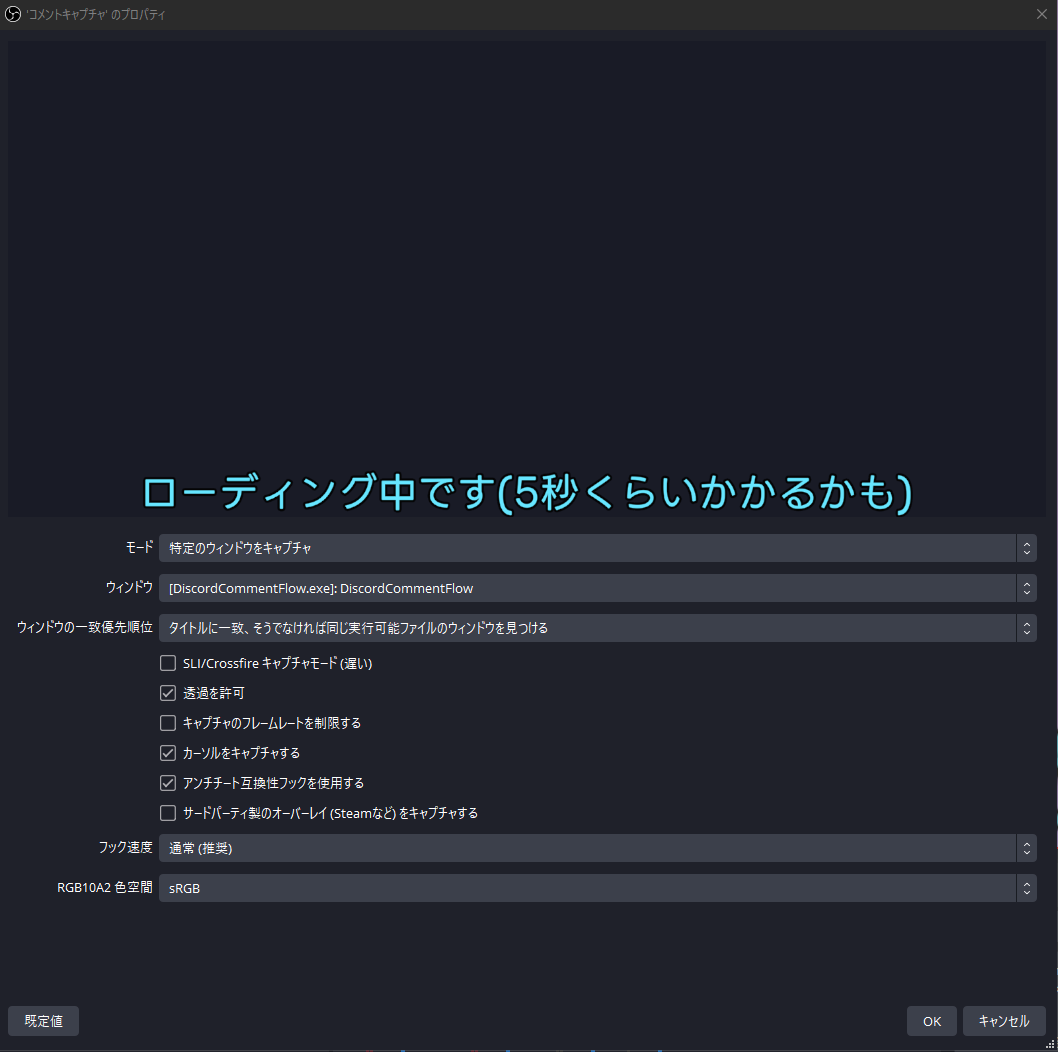 'コメントキャプチャ' のプロパティ
ローディング中です(5秒くらいかかるかも)
モード 特定のウィンドウをキャプチャ
ウィンドウ [DiscordCommentFlow.exe]: DiscordCommentFlow
ウィンドウの一致優先順位 タイトルに一致、そうでなければ同じ実行可能ファイルのウィンドウを見つける
SLI/Crossfire キャプチャモード (遅い)
透過を許可
キャプチャのフレームレートを制限する
カーソルをキャプチャする
アンチチート互換性フックを使用する
サードパーティ製のオーバーレイ (Steamなど) をキャプチャする
フック速度 通常 (推奨)
RGB10A2 色空間 sRGB
既定値 OK キャンセル